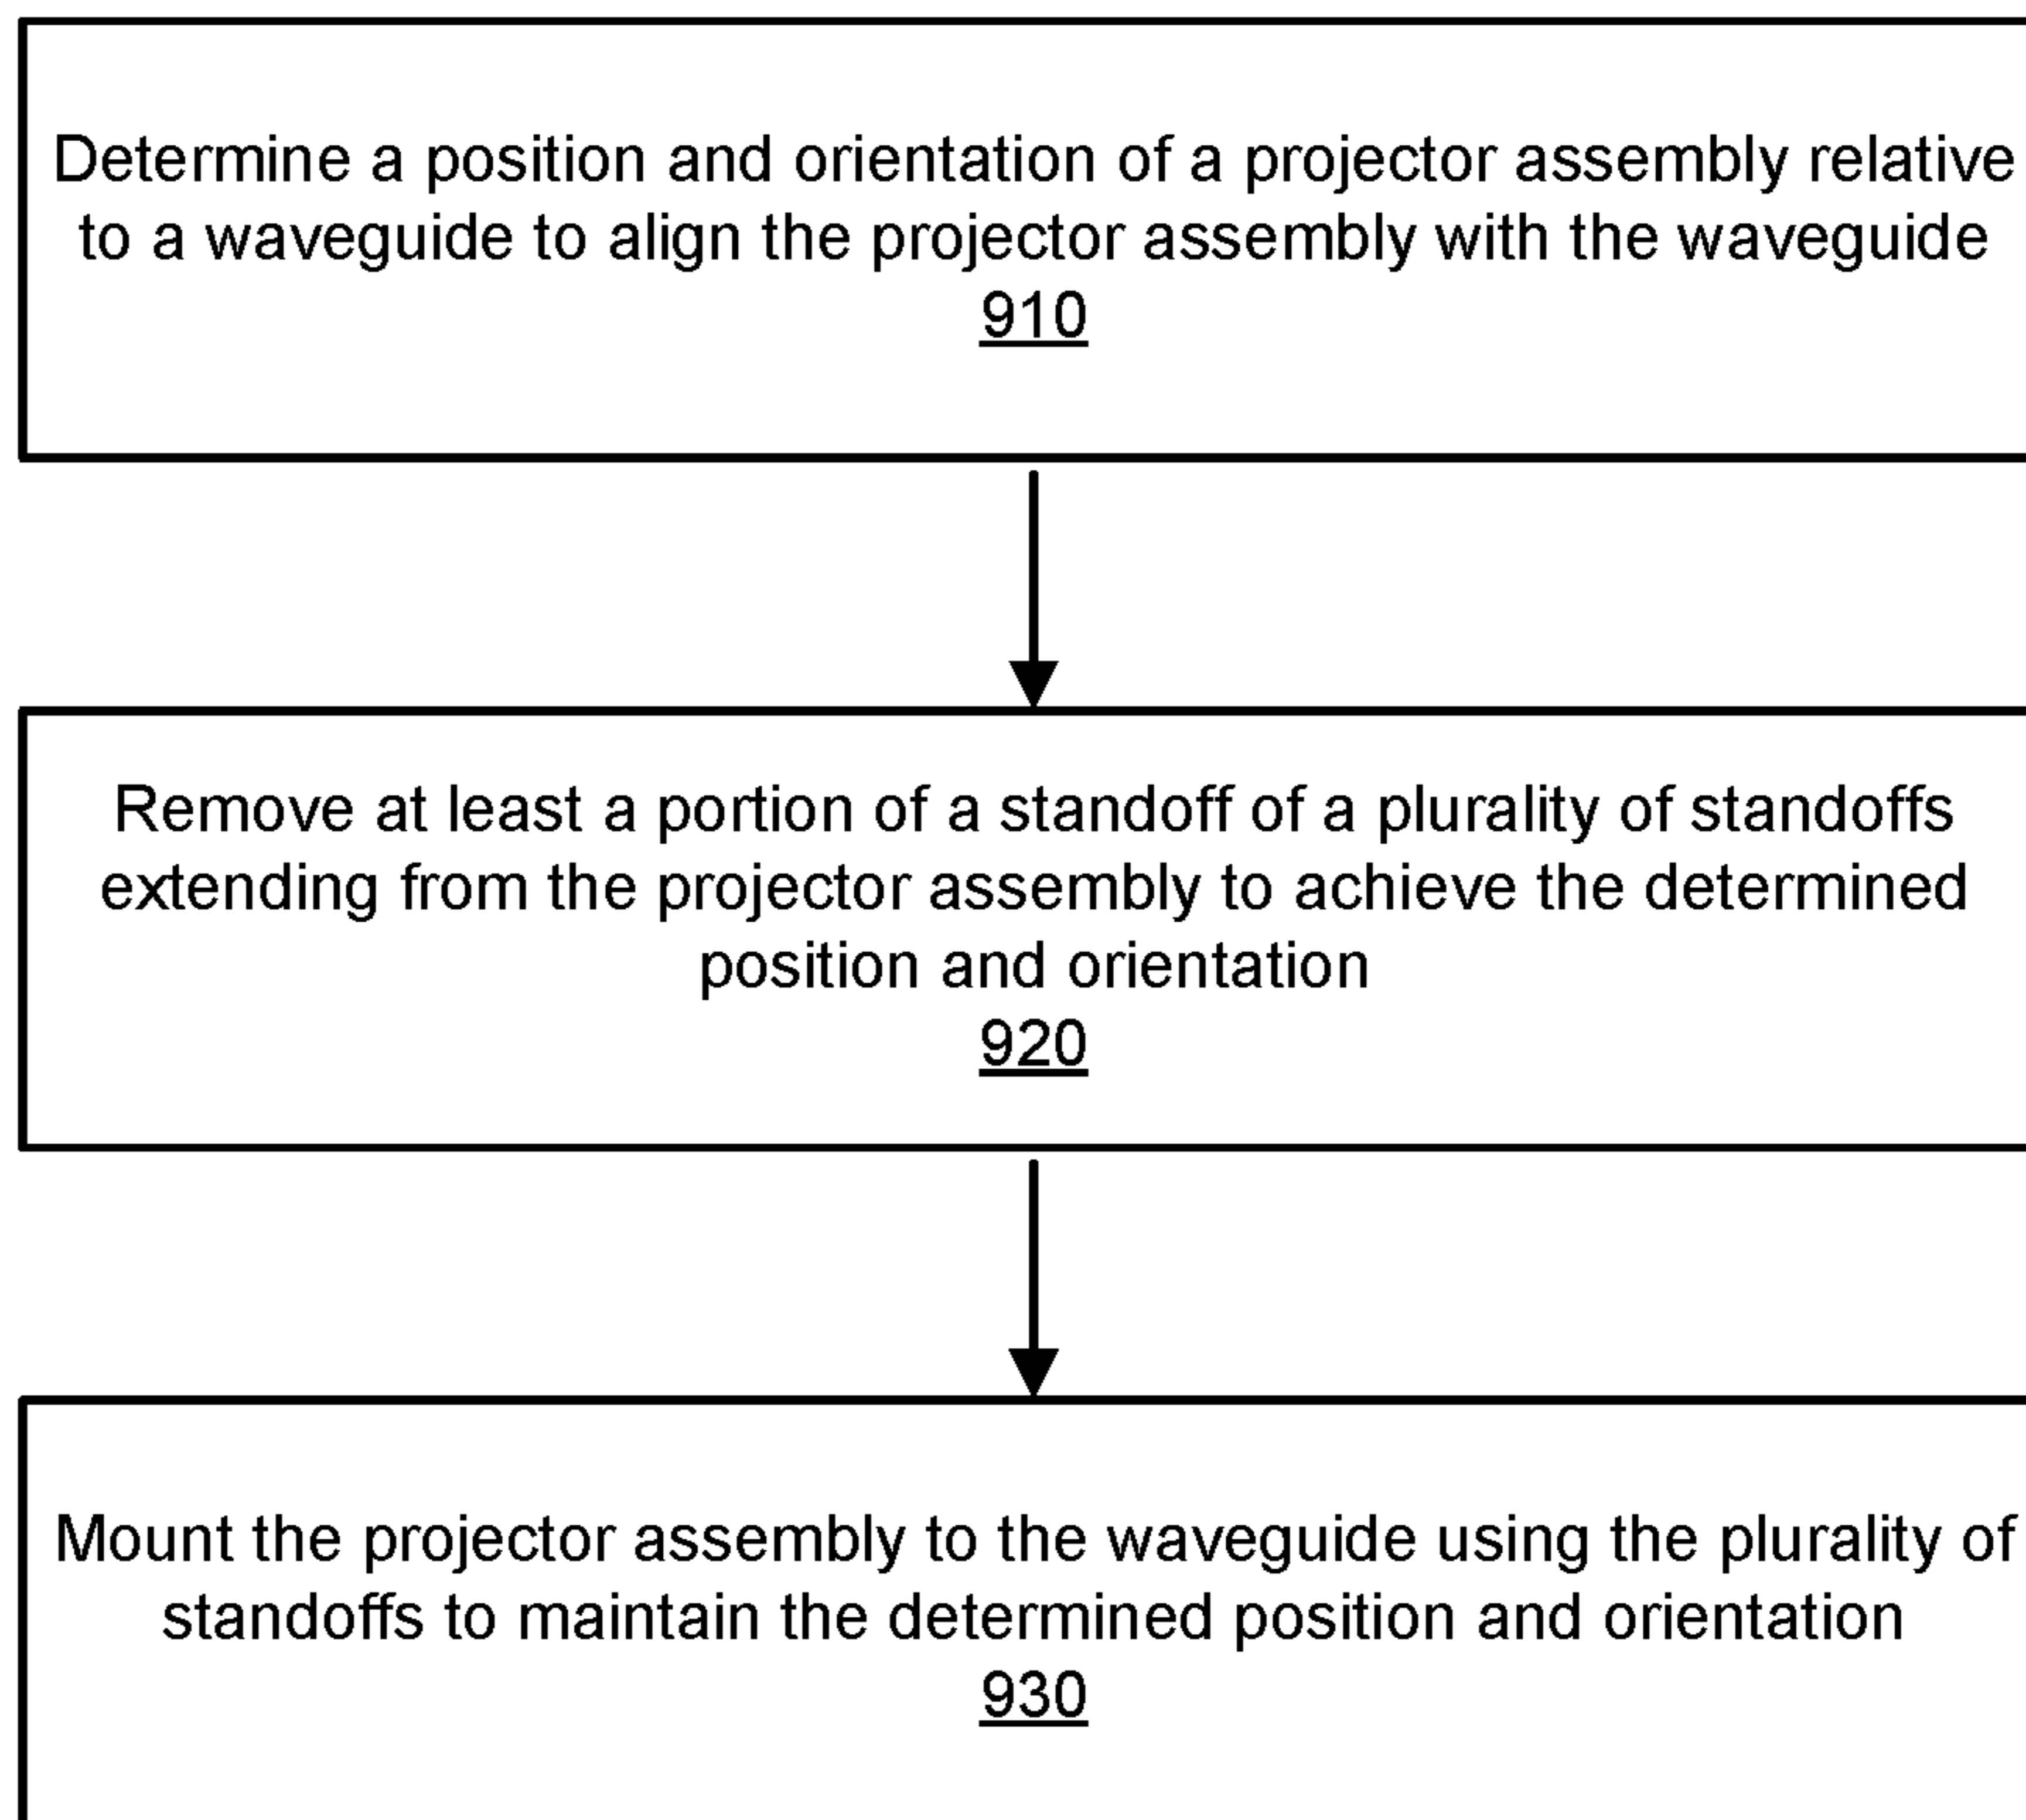 Determine a position and orientation of a projector assembly relative
to a waveguide to align the projector assembly with the waveguide
910
Remove at least a portion of a standoff of a plurality of standoffs
extending from the projector assembly to achieve the determined
position and orientation
920
Mount the projector assembly to the waveguide using the plurality of
standoffs to maintain the determined position and orientation
930